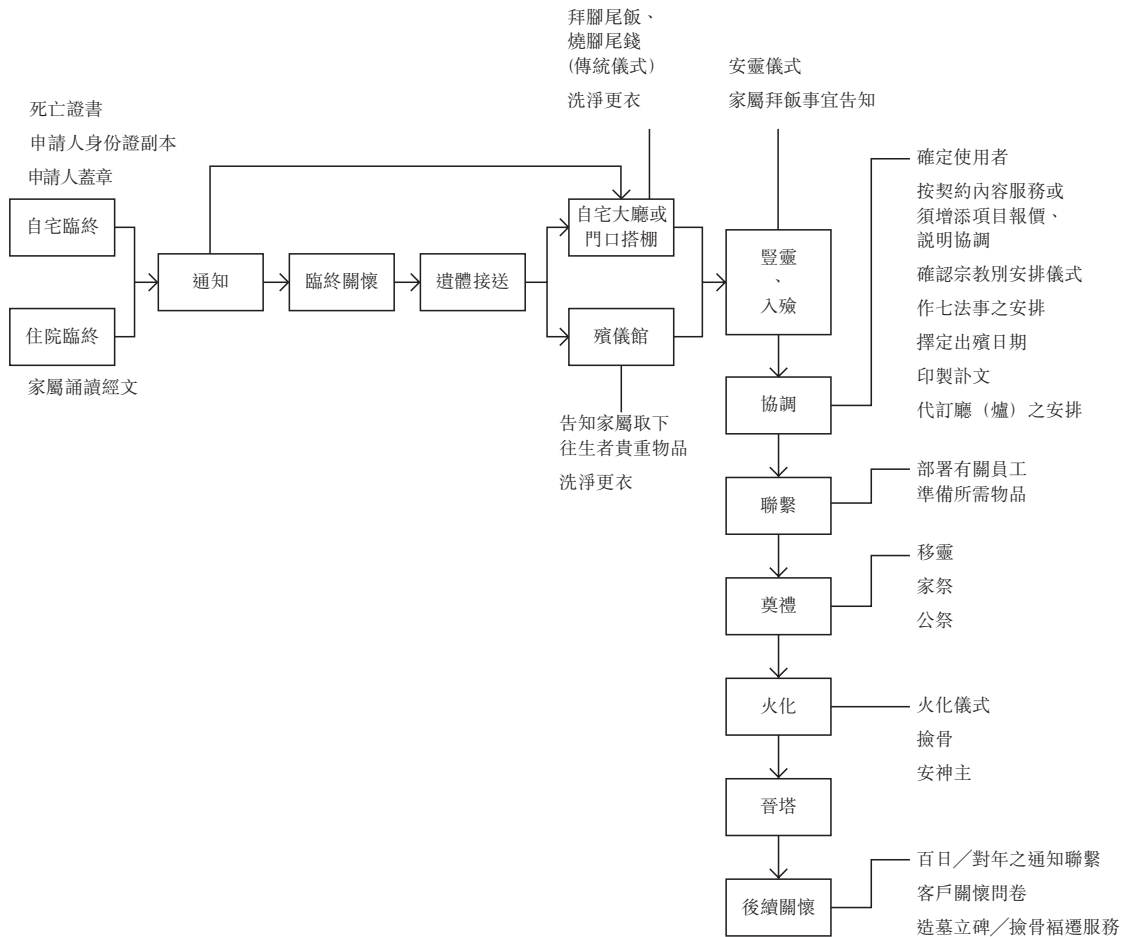 拜腳尾飯、
燒腳尾錢
(傳統儀式)
洗淨更衣
安靈儀式
家屬拜飯事宜告知
死亡證書
申請人身份證副本
申請人蓋章
自宅臨終
住院臨終
家屬誦讀經文
通知
臨終關懷
遺體接送
自宅大廳或
門口搭棚
殯儀館
告知家屬取下
往生者貴重物品
洗淨更衣
豎靈
、
入殮
協調
確定使用者
按契約內容服務或
須增添項目報價、
説明協調
確認宗教別安排儀式
作七法事之安排
擇定出殯日期
印製訃文
代訂廳（爐）之安排
聯繫
部署有關員工
準備所需物品
奠禮
移靈
家祭
公祭
火化
火化儀式
撿骨
安神主
晉塔
後續關懷
百日／對年之通知聯繫
客戶關懷問卷
造墓立碑／撿骨褔遷服務